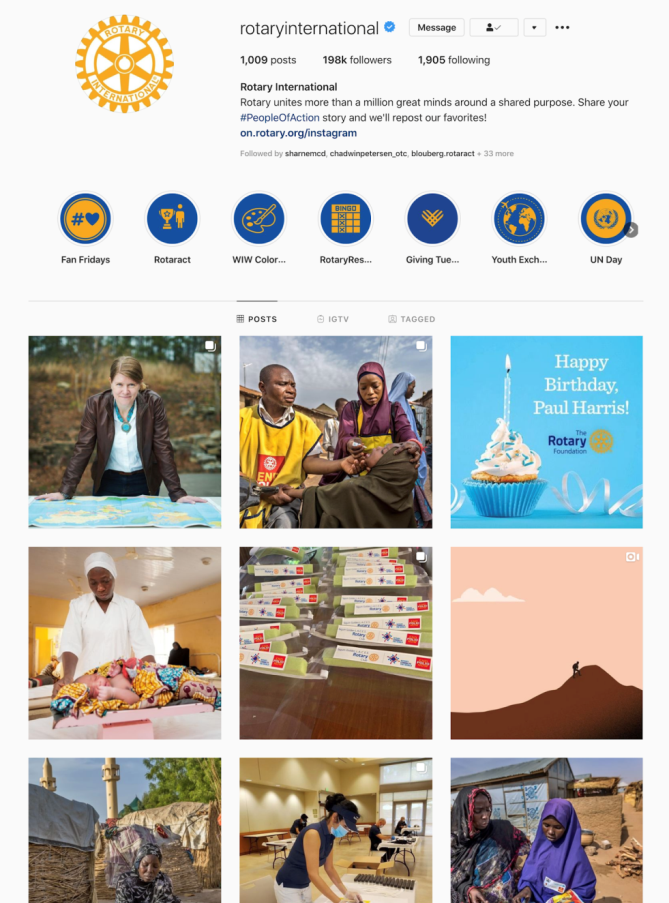 ROTARY
INTERNATIONAL
rotaryinternational
Message
1,009 posts 198k followers 1,905 following
Rotary International
Rotary unites more than a million great minds around a shared purpose. Share your
#PeopleOfAction story and we'll repost our favorites!
on.rotary.org/instagram
Followed by sharnemcd, chadwinpetersen_otc, blouberg.rotaract + 33 more
#
BINGO
Fan Fridays Rotaract WIW Color... RotaryRes... Giving Tue... Youth Exch... UN Day
POSTS IGTV TAGGED
END
Happy
Birthday,
Paul Harris!
The
Rotary
Foundation
Rotary